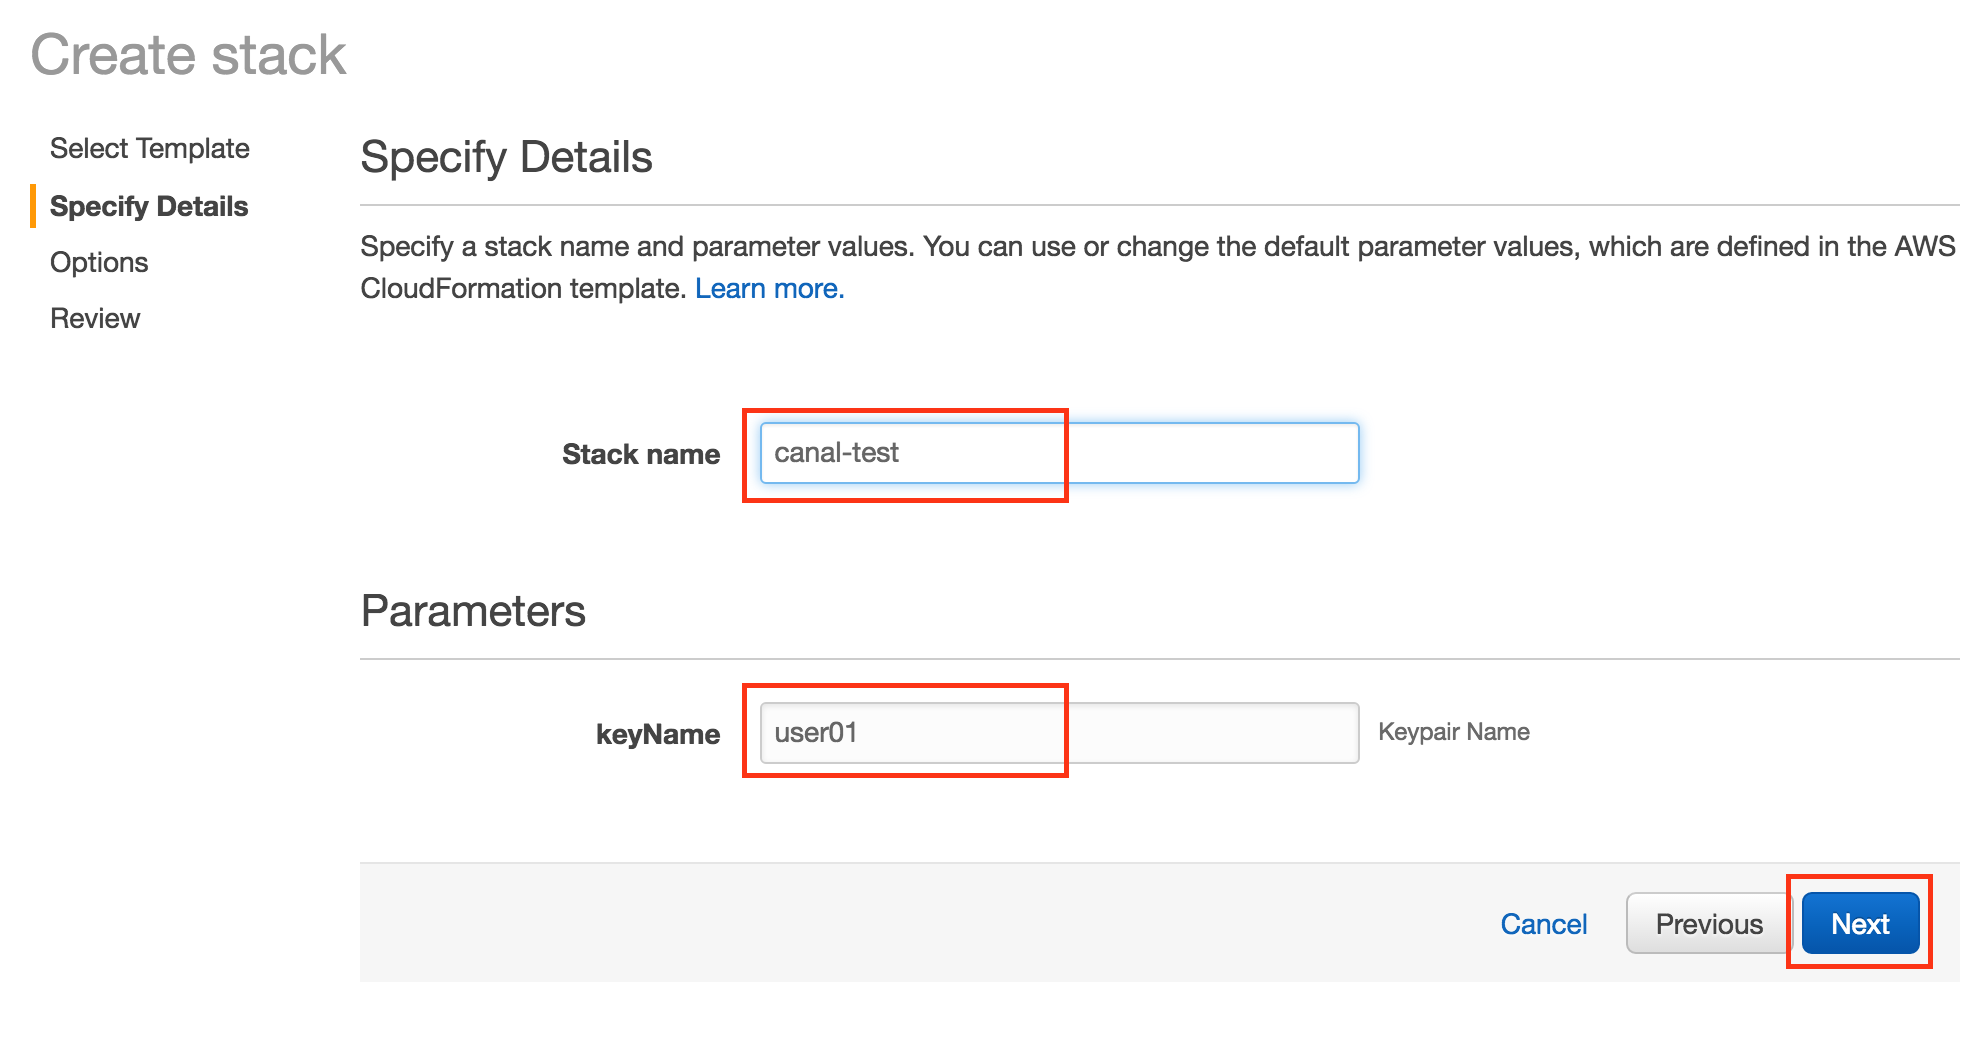 Create stack
Select Template
Specify Details
Options
Review
Specify Details
Specify a stack name and parameter values. You can use or change the default parameter values, which are defined in the AWS
CloudFormation template. Learn more.
Stack name
canal-test
Parameters
keyName
user01
Keypair Name
Cancel
Previous
Next